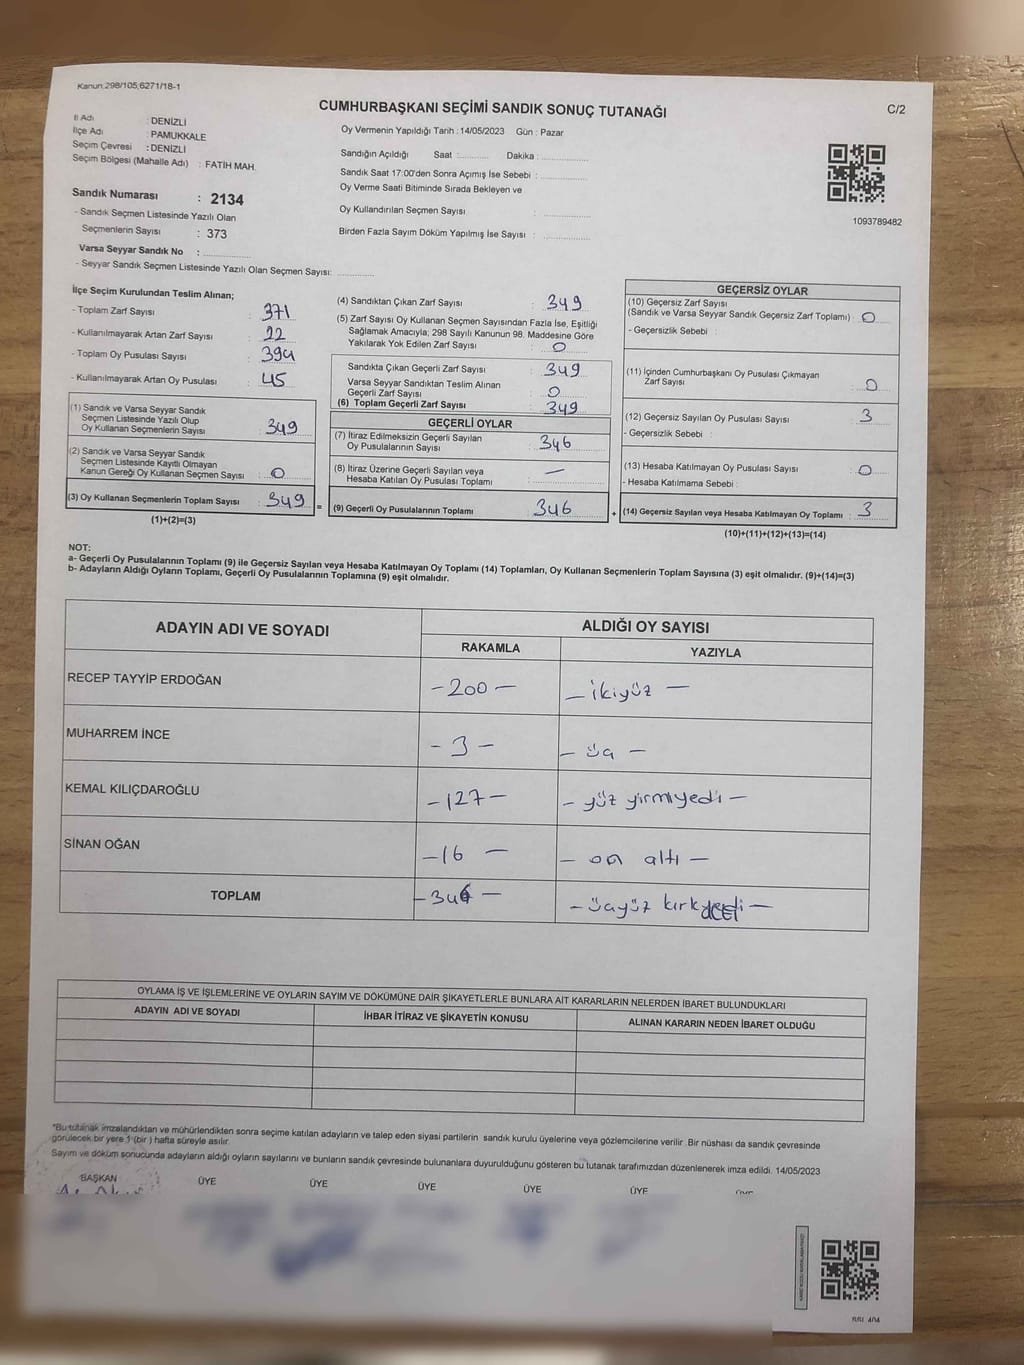 Kanun.298/105;6271/18-1
CUMHURBAŞKANI SEÇİMİ SANDIK SONUÇ TUTANAĞI
C/2
İl Adı : DENİZLİ
İlçe Adı : PAMUKKALE
Seçim Çevresi : DENİZLİ
Seçim Bölgesi (Mahalle Adı) : FATİH MAH.
Oy Vermenin Yapıldığı Tarih : 14/05/2023 Gün : Pazar
Sandığın Açıldığı Saat :........... Dakika :................
Sandık Saat 17:00'den Sonra Açımış İse Sebebi : ................
Oy Verme Saati Bitiminde Sırada Bekleyen ve
Oy Kullandırılan Seçmen Sayısı : ................
Birden Fazla Sayım Döküm Yapılmış İse Sayısı : ................
1093789482
Sandık Numarası : 2134
- Sandık Seçmen Listesinde Yazılı Olan
Seçmenlerin Sayısı : 373
Varsa Seyyar Sandık No : ................
- Seyyar Sandık Seçmen Listesinde Yazılı Olan Seçmen Sayısı: ............
İlçe Seçim Kurulundan Teslim Alınan;
- Toplam Zarf Sayısı : 371
- Kullanılmayarak Artan Zarf Sayısı : 22
- Toplam Oy Pusulası Sayısı : 394
- Kullanılmayarak Artan Oy Pusulası : 45
(1) Sandık ve Varsa Seyyar Sandık
Seçmen Listesinde Yazılı Olup
Oy Kullanan Seçmenlerin Sayısı : 349
(2) Sandık ve Varsa Seyyar Sandık
Seçmen Listesinde Kayıtlı Olmayan
Kanun Gereği Oy Kullanan Seçmen Sayısı : 0
(3) Oy Kullanan Seçmenlerin Toplam Sayısı : 349 =
(1)+(2)=(3)
(4) Sandıktan Çıkan Zarf Sayısı : 349
(5) Zarf Sayısı Oy Kullanan Seçmen Sayısından Fazla İse, Eşitliği
Sağlamak Amacıyla; 298 Sayılı Kanunun 98. Maddesine Göre
Yakılarak Yok Edilen Zarf Sayısı : 0
Sandıkta Çıkan Geçerli Zarf Sayısı : 349
Varsa Seyyar Sandıktan Teslim Alınan
Geçerli Zarf Sayısı : 0
(6) Toplam Geçerli Zarf Sayısı : 349
GEÇERLİ OYLAR
(7) İtiraz Edilmeksizin Geçerli Sayılan
Oy Pusulalarının Sayısı : 346
(8) İtiraz Üzerine Geçerli Sayılan veya
Hesaba Katılan Oy Pusulası Toplamı : —
(9) Geçerli Oy Pusulalarının Toplamı : 346 +
GEÇERSİZ OYLAR
(10) Geçersiz Zarf Sayısı
(Sandık ve Varsa Seyyar Sandık Geçersiz Zarf Toplamı) : 0
- Geçersizlik Sebebi :
(11) İçinden Cumhurbaşkanı Oy Pusulası Çıkmayan
Zarf Sayısı : 0
(12) Geçersiz Sayılan Oy Pusulası Sayısı : 3
- Geçersizlik Sebebi :
(13) Hesaba Katılmayan Oy Pusulası Sayısı : 0
- Hesaba Katılmama Sebebi :
(14) Geçersiz Sayılan veya Hesaba Katılmayan Oy Toplamı : 3
(10)+(11)+(12)+(13)=(14)
NOT:
a- Geçerli Oy Pusulalarının Toplamı (9) ile Geçersiz Sayılan veya Hesaba Katılmayan Oy Toplamı (14) Toplamları, Oy Kullanan Seçmenlerin Toplam Sayısına (3) eşit olmalıdır. (9)+(14)=(3)
b- Adayların Aldığı Oyların Toplamı, Geçerli Oy Pusulalarının Toplamına (9) eşit olmalıdır.
ADAYIN ADI VE SOYADI ALDIĞI OY SAYISI
RAKAMLA YAZIYLA
RECEP TAYYİP ERDOĞAN – 200 – – ikiyüz –
MUHARREM İNCE – 3 – – üç –
KEMAL KILIÇDAROĞLU – 127 – – yüz yirmiyedi –
SİNAN OĞAN – 16 – – on altı –
TOPLAM – 346 – – üçyüz kırk
OYLAMA İŞ VE İŞLEMLERİNE VE OYLARIN SAYIM VE DÖKÜMÜNE DAİR ŞİKAYETLERLE BUNLARA AİT KARARLARIN NELERDEN İBARET BULUNDUKLARI
ADAYIN ADI VE SOYADI İHBAR İTİRAZ VE ŞİKAYETİN KONUSU ALINAN KARARIN NEDEN İBARET OLDUĞU
*Bu tutanak imzalandıktan ve mühürlendikten sonra seçime katılan adayların ve talep eden siyasi partilerin sandık kurulu üyelerine veya gözlemcilerine verilir. Bir nüshası da sandık çevresinde
görülecek bir yere 1 (bir ) hafta süreyle asılır.
Sayım ve döküm sonucunda adayların aldığı oyların sayılarını ve bunların sandık çevresinde bulunanlara duyurulduğunu gösteren bu tutanak tarafımızdan düzenlenerek imza edildi. 14/05/2023
BAŞKAN ÜYE ÜYE ÜYE ÜYE ÜYE